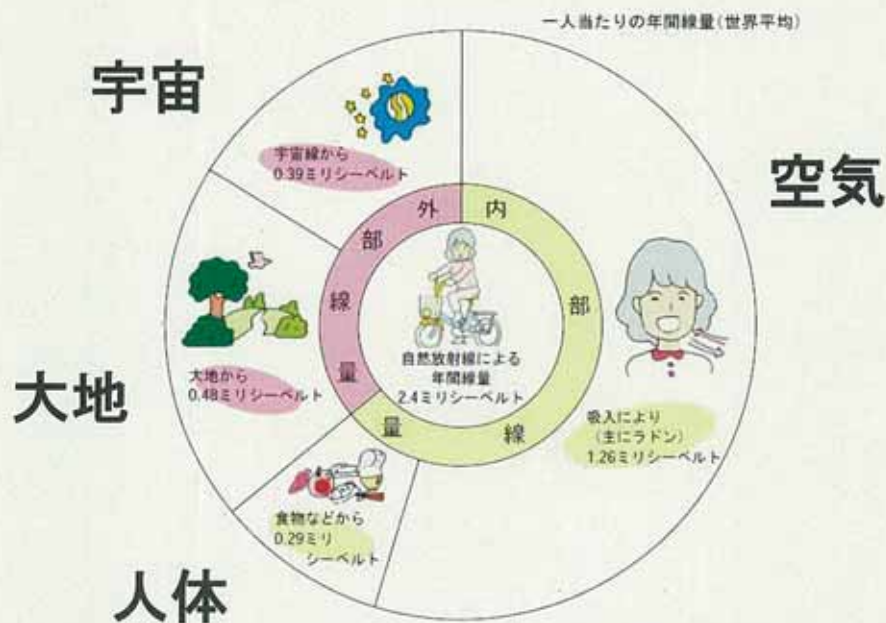 一人当たりの年間線量(世界平均)
宇宙
宇宙線から
0.39ミリシーベルト
空気
外部線量
内部線量
自然放射線による
年間線量
2.4ミリシーベルト
大地
大地から
0.48ミリシーベルト
吸入により
(主にラドン)
1.26ミリシーベルト
食物などから
0.29ミリ
シーベルト
人体